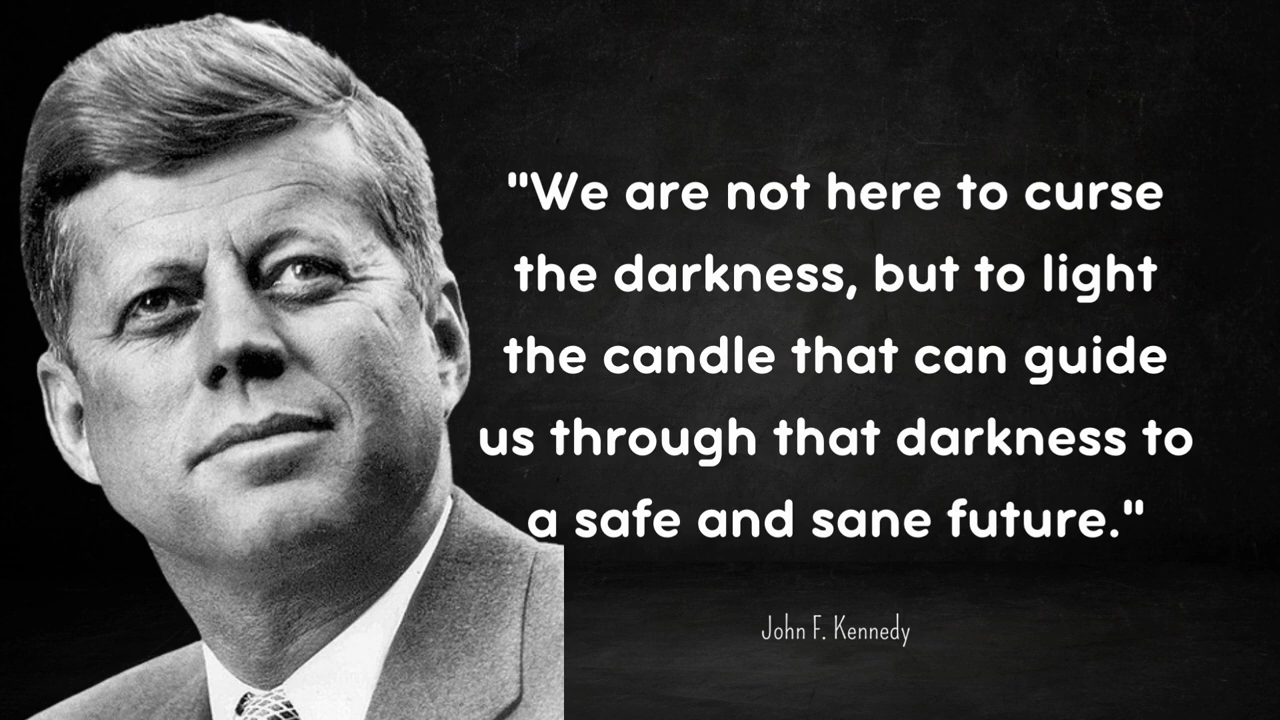 "We are not here to curse
the darkness, but to light
the candle that can guide
us through that darkness to
a safe and sane future."
John F. Kennedy